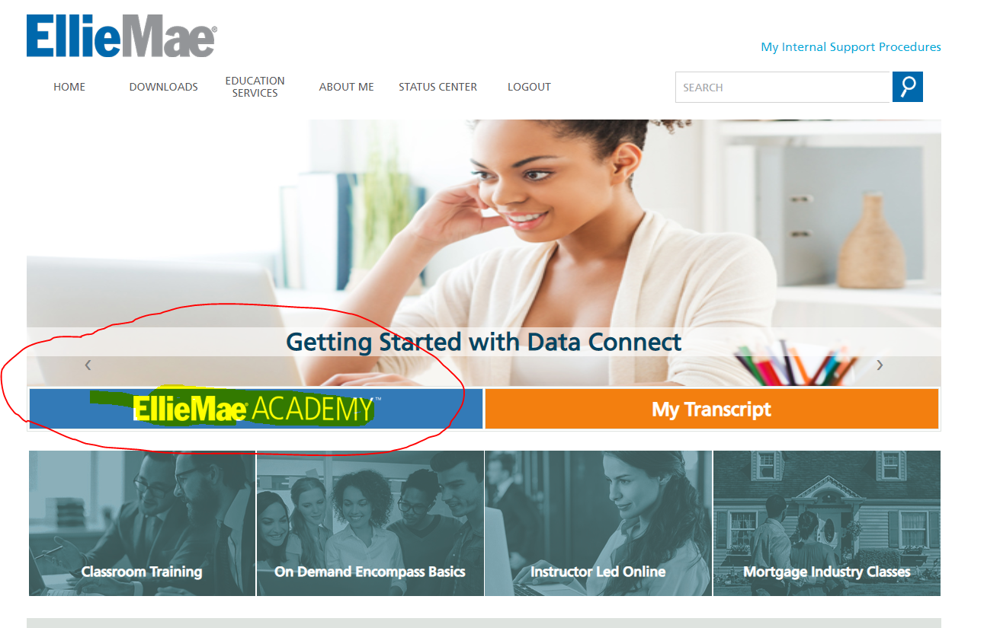 EllieMae®
My Internal Support Procedures
HOME
DOWNLOADS
EDUCATION
SERVICES
ABOUT ME
STATUS CENTER
LOGOUT
SEARCH
Getting Started with Data Connect
EllieMae® ACADEMY™
My Transcript
Classroom Training
On Demand Encompass Basics
Instructor Led Online
Mortgage Industry Classes